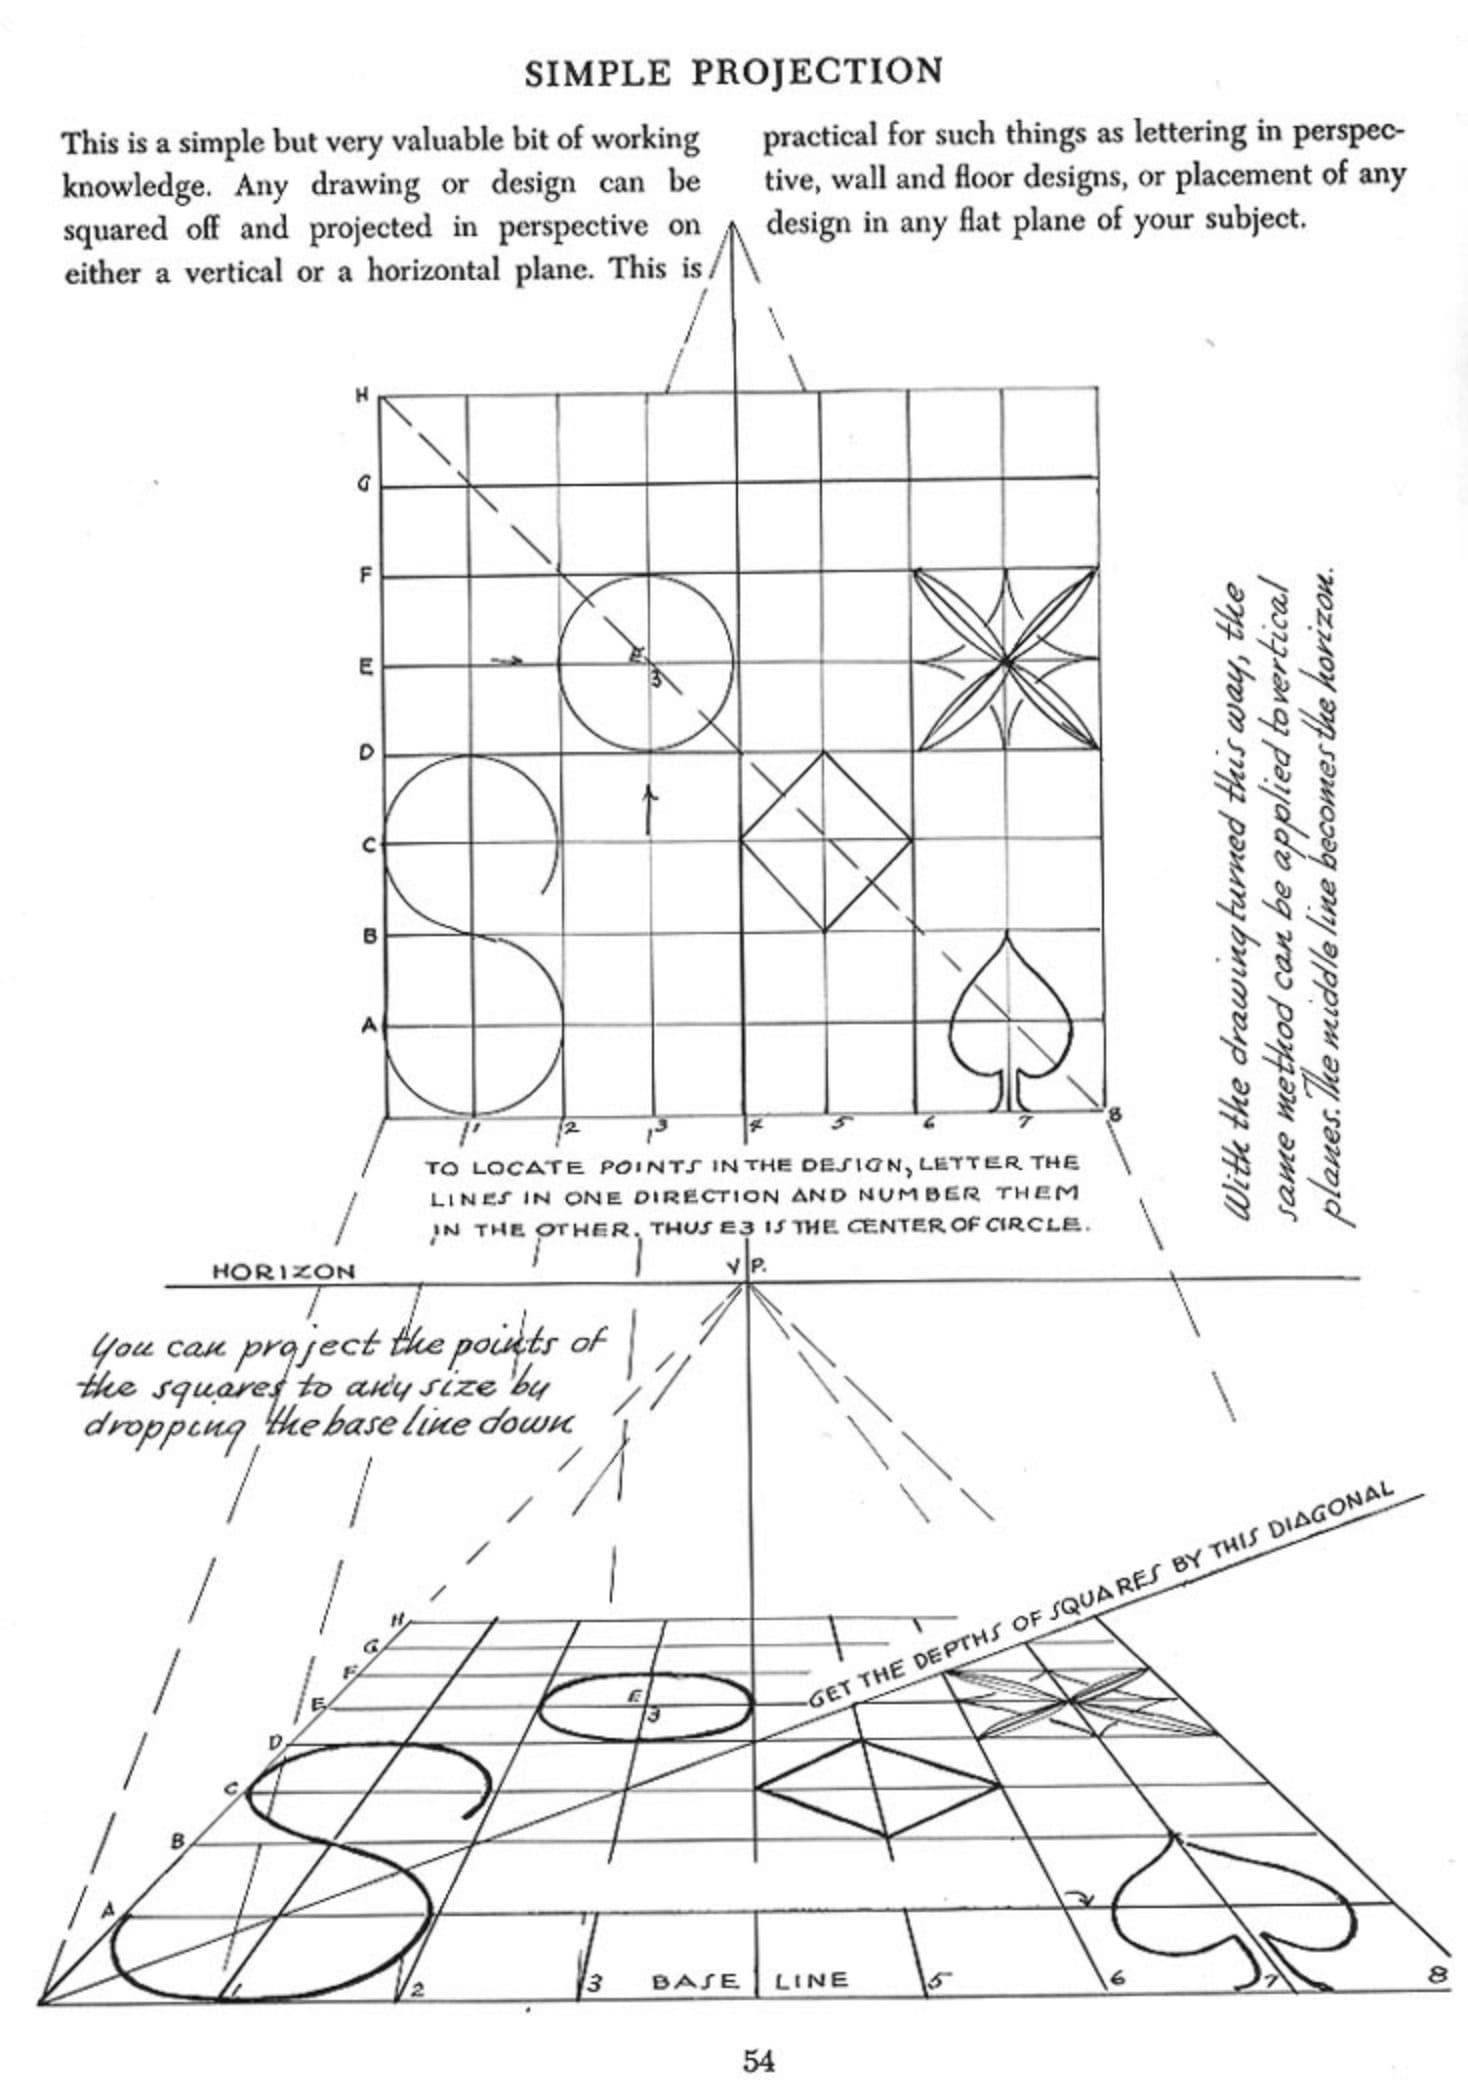 SIMPLE PROJECTION
This is a simple but very valuable bit of working
knowledge. Any drawing or design can be
squared off and projected in perspective on
either a vertical or a horizontal plane. This is
practical for such things as lettering in perspec-
tive, wall and floor designs, or placement of any
design in any flat plane of your subject.
H
G
F
E
D
C
B
A
E
3
1 2 3 4 5 6 7 8
With the drawing turned this way, the
same method can be applied to vertical
planes. The middle line becomes the horizon.
TO LOCATE POINTS IN THE DESIGN, LETTER THE
LINES IN ONE DIRECTION AND NUMBER THEM
IN THE OTHER. THUS E3 IS THE CENTER OF CIRCLE.
HORIZON
V.P.
You can project the points of
the squares to any size by
dropping the base line down
GET THE DEPTHS OF SQUARES BY THIS DIAGONAL
H
G
F
E
D
C
B
A
E
3
1 2 3 BASE LINE 5 6 7 8
54